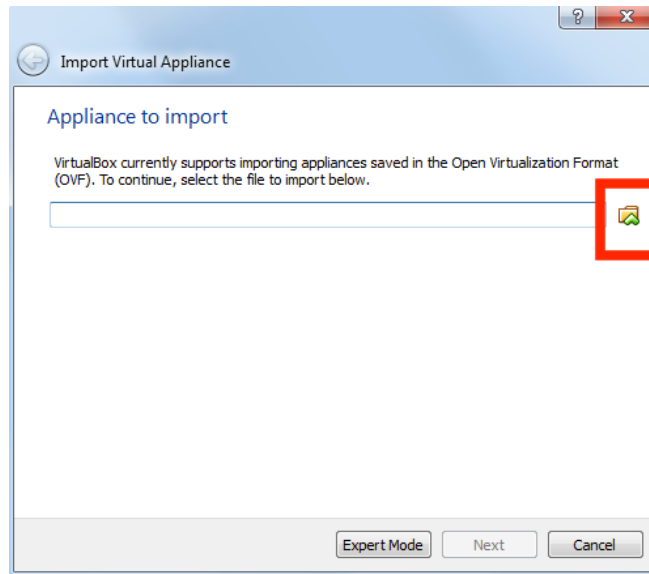 ?
Import Virtual Appliance
Appliance to import
VirtualBox currently supports importing appliances saved in the Open Virtualization Format
(OVF). To continue, select the file to import below.
Expert Mode Next Cancel